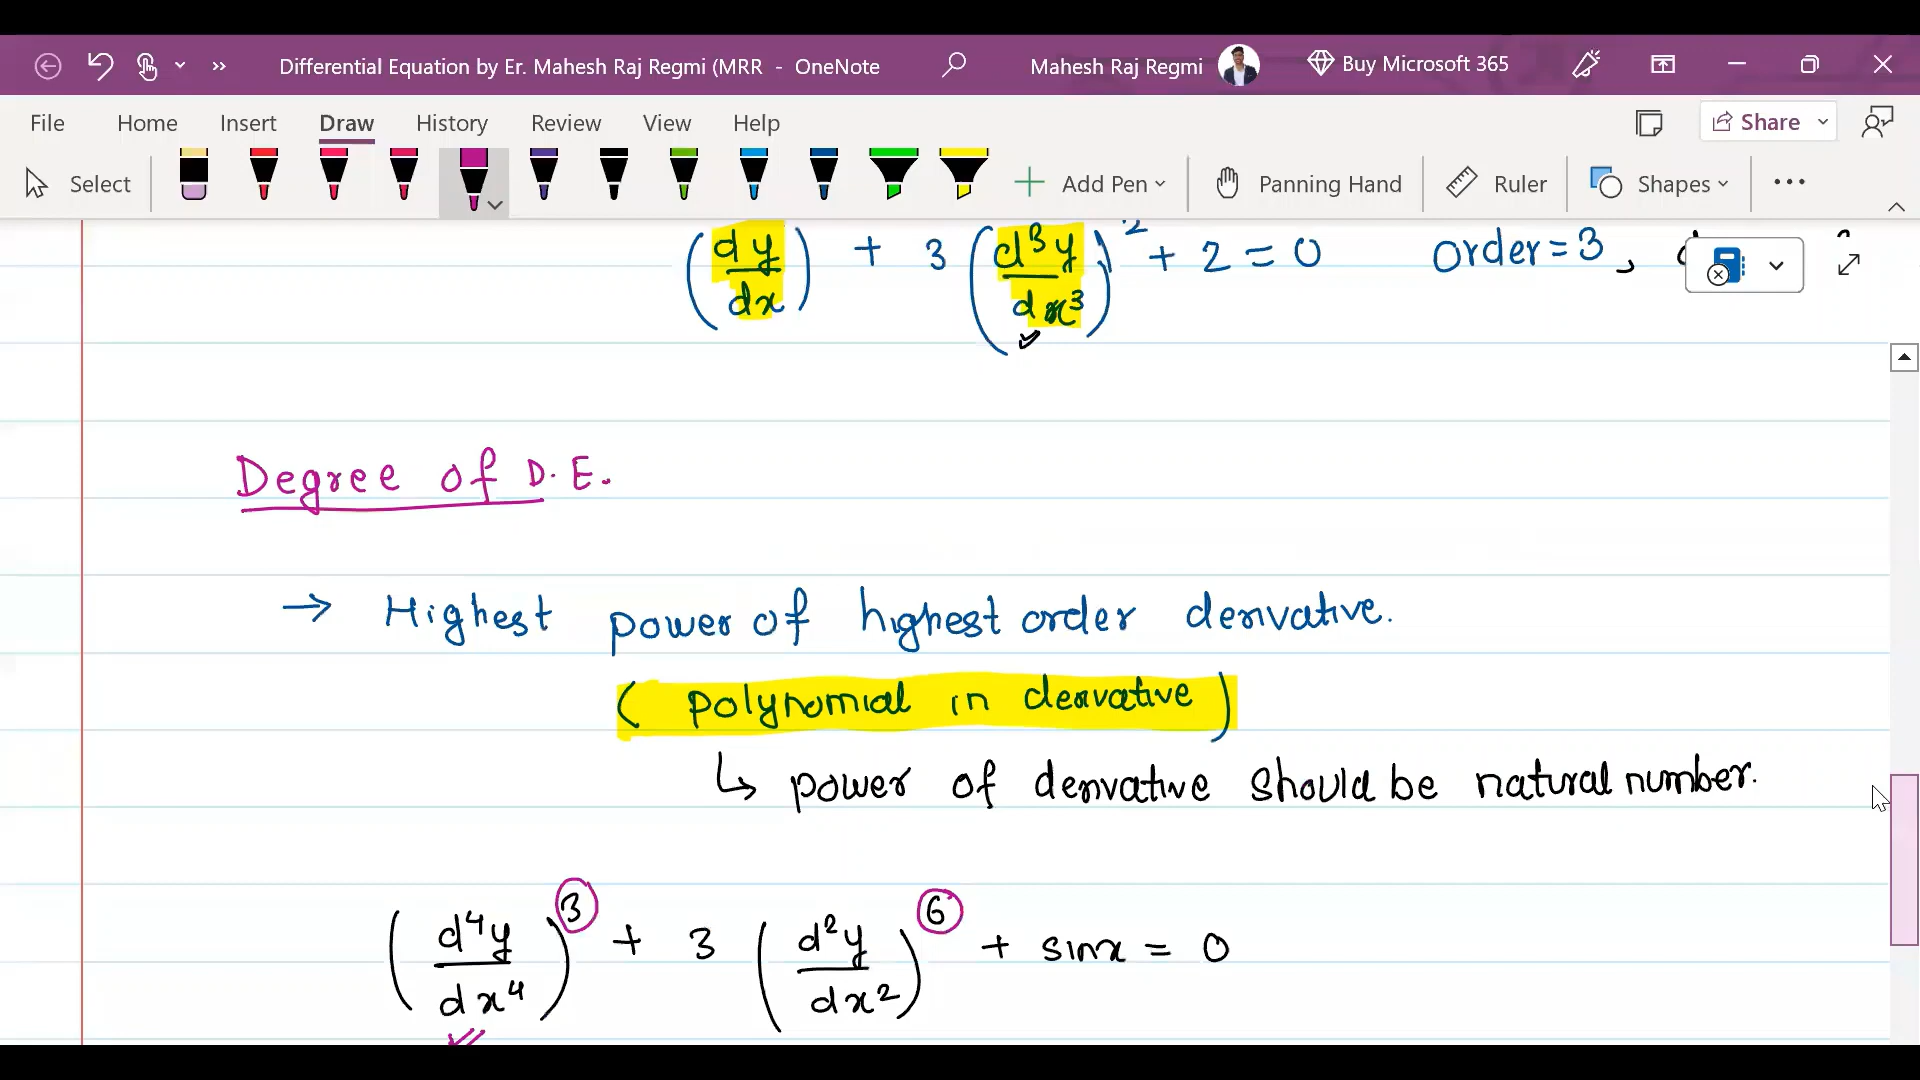 Differential Equation by Er. Mahesh Raj Regmi (MRR - OneNote Mahesh Raj Regmi Buy Microsoft 365
File Home Insert Draw History Review View Help Share
Select Add Pen Panning Hand Ruler Shapes
(dy/dx) + 3 (d³y/dx³)² + 2 = 0 order = 3 ,
Degree of D.E.
→ Highest power of highest order derivative.
( polynomial in derivative )
↳ power of derivative should be natural number.
(d⁴y/dx⁴)³ + 3 (d²y/dx²)⁶ + sinx = 0